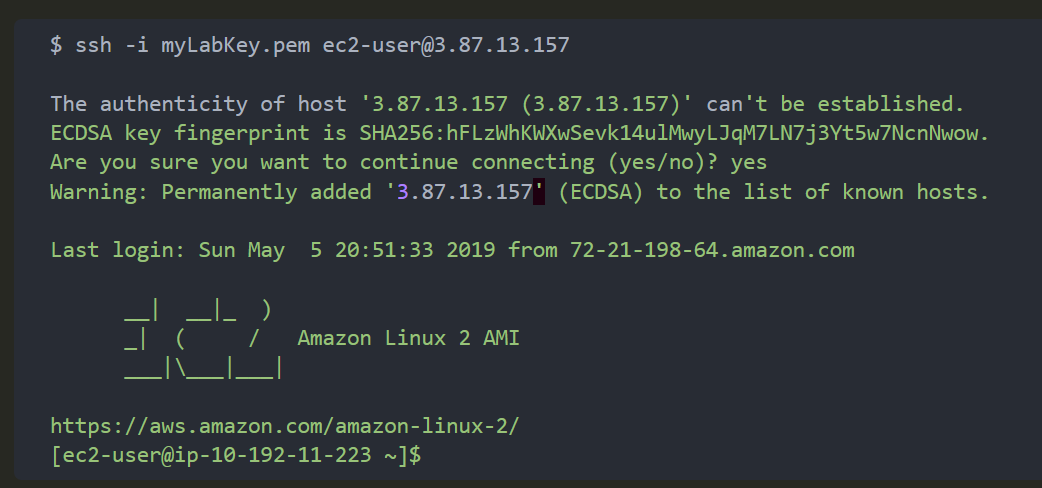 $ ssh -i myLabKey.pem ec2-user@3.87.13.157
The authenticity of host '3.87.13.157 (3.87.13.157)' can't be established.
ECDSA key fingerprint is SHA256:hFLzWhKWXwSevk14ulMwyLJqM7LN7j3Yt5w7NcnNwow.
Are you sure you want to continue connecting (yes/no)? yes
Warning: Permanently added '3.87.13.157' (ECDSA) to the list of known hosts.
Last login: Sun May  5 20:51:33 2019 from 72-21-198-64.amazon.com
      __|  __|_  )
      _|  (     /   Amazon Linux 2 AMI
      ___|\___|___|
https://aws.amazon.com/amazon-linux-2/
[ec2-user@ip-10-192-11-223 ~]$